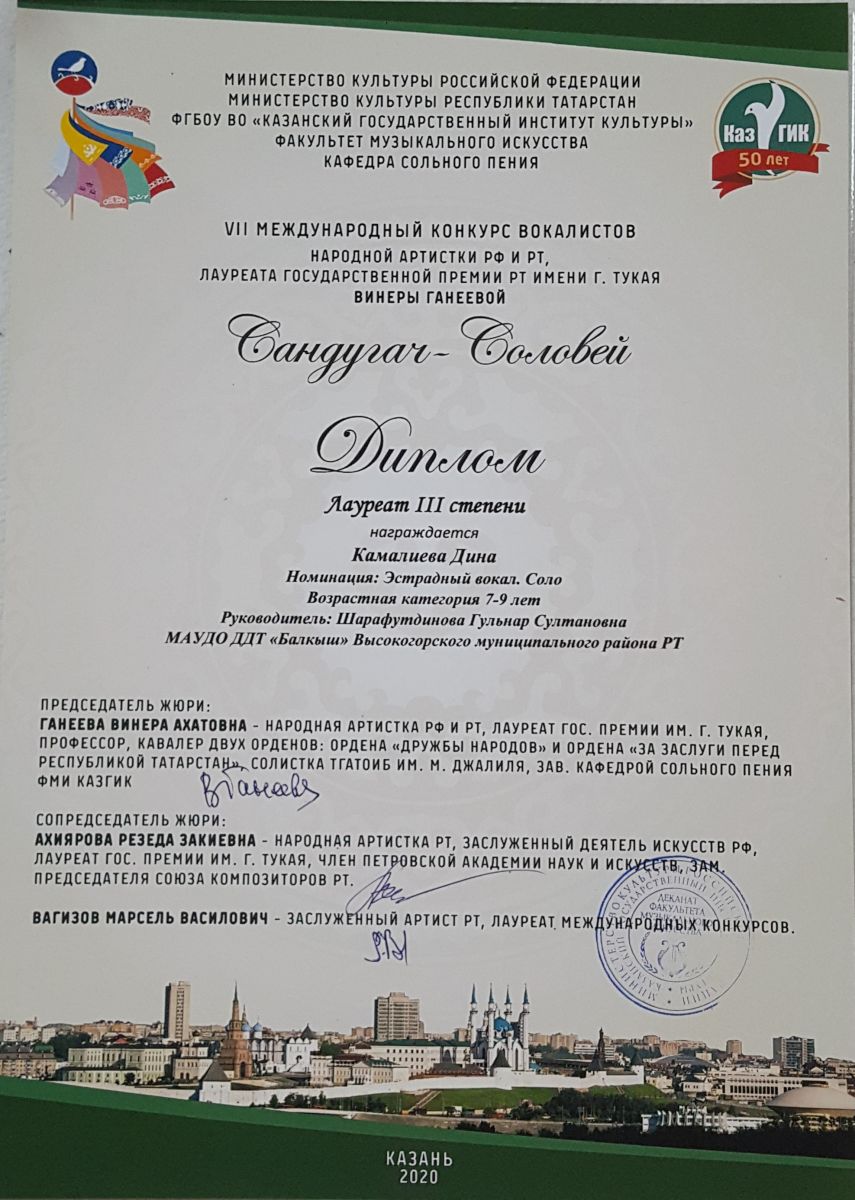 МИНИСТЕРСТВО КУЛЬТУРЫ РОССИЙСКОЙ ФЕДЕРАЦИИ
МИНИСТЕРСТВО КУЛЬТУРЫ РЕСПУБЛИКИ ТАТАРСТАН
ФГБОУ ВО «КАЗАНСКИЙ ГОСУДАРСТВЕННЫЙ ИНСТИТУТ КУЛЬТУРЫ»
ФАКУЛЬТЕТ МУЗЫКАЛЬНОГО ИСКУССТВА
КАФЕДРА СОЛЬНОГО ПЕНИЯ
Каз ГИК
50 лет
VII МЕЖДУНАРОДНЫЙ КОНКУРС ВОКАЛИСТОВ
НАРОДНОЙ АРТИСТКИ РФ И РТ,
ЛАУРЕАТА ГОСУДАРСТВЕННОЙ ПРЕМИИ РТ ИМЕНИ Г. ТУКАЯ
ВИНЕРЫ ГАНЕЕВОЙ
Сандугач- Соловей
Диплом
Лауреат III степени
награждается
Камалиева Дина
Номинация: Эстрадный вокал. Соло
Возрастная категория 7-9 лет
Руководитель: Шарафутдинова Гульнар Султановна
МАУДО ДДТ «Балкыш» Высокогорского муниципального района РТ
ПРЕДСЕДАТЕЛЬ ЖЮРИ:
ГАНЕЕВА ВИНЕРА АХАТОВНА - НАРОДНАЯ АРТИСТКА РФ И РТ, ЛАУРЕАТ ГОС. ПРЕМИИ ИМ. Г. ТУКАЯ,
ПРОФЕССОР, КАВАЛЕР ДВУХ ОРДЕНОВ: ОРДЕНА «ДРУЖБЫ НАРОДОВ» И ОРДЕНА «ЗА ЗАСЛУГИ ПЕРЕД
РЕСПУБЛИКОЙ ТАТАРСТАН», СОЛИСТКА ТГАТОИБ ИМ. М. ДЖАЛИЛЯ, ЗАВ. КАФЕДРОЙ СОЛЬНОГО ПЕНИЯ
ФМИ КАЗГИК
СОПРЕДСЕДАТЕЛЬ ЖЮРИ:
АХИЯРОВА РЕЗЕДА ЗАКИЕВНА - НАРОДНАЯ АРТИСТКА РТ, ЗАСЛУЖЕННЫЙ ДЕЯТЕЛЬ ИСКУССТВ РФ,
ЛАУРЕАТ ГОС. ПРЕМИИ ИМ. Г. ТУКАЯ, ЧЛЕН ПЕТРОВСКОЙ АКАДЕМИИ НАУК И ИСКУССТВ, ЗАМ.
ПРЕДСЕДАТЕЛЯ СОЮЗА КОМПОЗИТОРОВ РТ.
ВАГИЗОВ МАРСЕЛЬ ВАСИЛОВИЧ - ЗАСЛУЖЕННЫЙ АРТИСТ РТ, ЛАУРЕАТ МЕЖДУНАРОДНЫХ КОНКУРСОВ.
ДЕКАНАТ
ФАКУЛЬТЕТА
КАЗАНЬ
2020